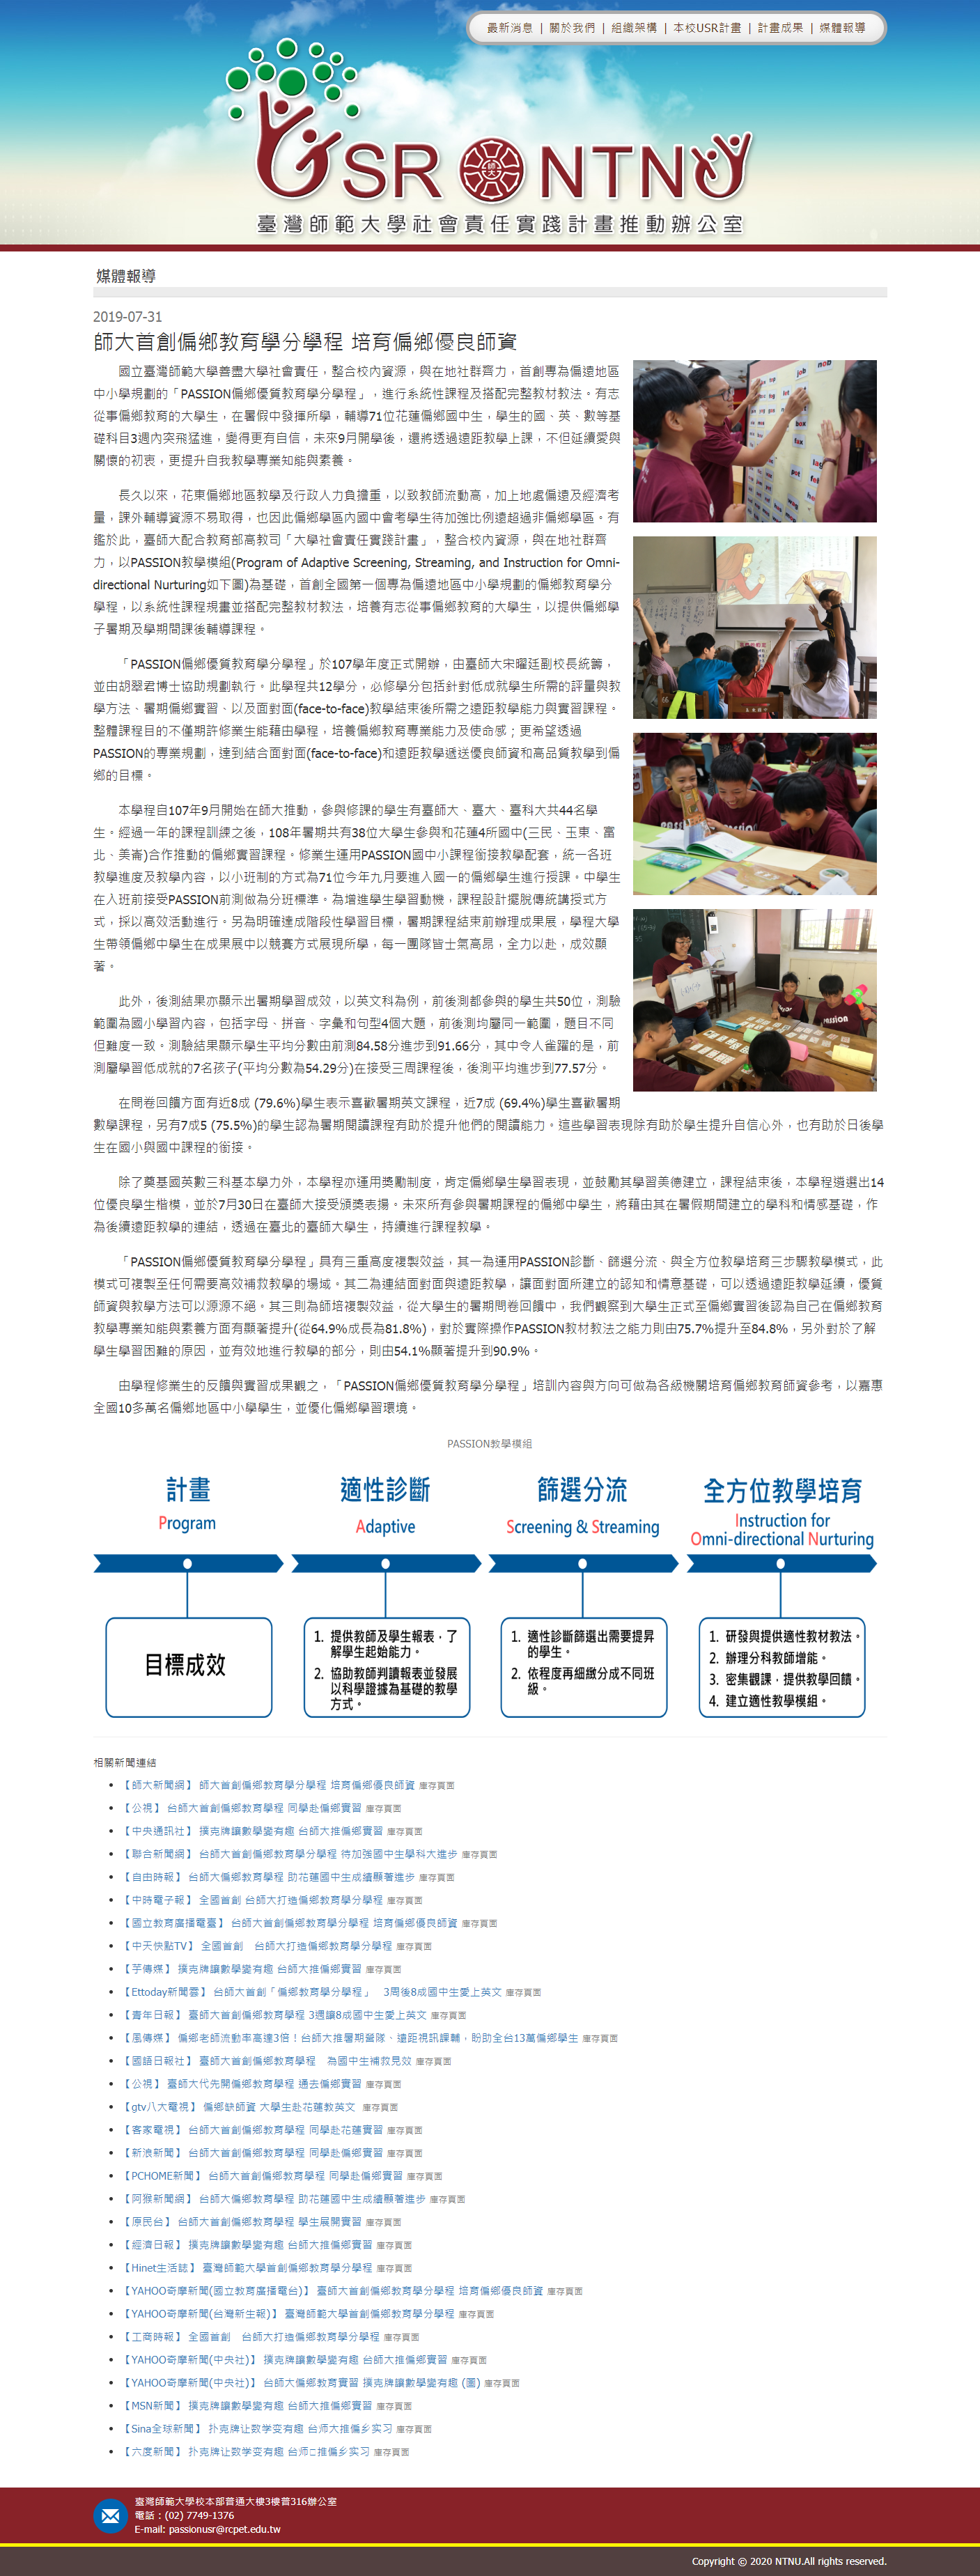 最新消息 | 關於我們 | 組織架構 | 本校USR計畫 | 計畫成果 | 媒體報導
USR 師大 NTNU
臺灣師範大學社會責任實踐計畫推動辦公室
媒體報導
2019-07-31
師大首創偏鄉教育學分學程 培育偏鄉優良師資
國立臺灣師範大學善盡大學社會責任，整合校內資源，與在地社群齊力，首創專為偏遠地區
中小學規劃的「PASSION偏鄉優質教育學分學程」，進行系統性課程及搭配完整教材教法。有志
從事偏鄉教育的大學生，在暑假中發揮所學，輔導71位花蓮偏鄉國中生，學生的國、英、數等基
礎科目3週內突飛猛進，變得更有自信，未來9月開學後，還將透過遠距教學上課，不但延續愛與
關懷的初衷，更提升自我教學專業知能與素養。
長久以來，花東偏鄉地區教學及行政人力負擔重，以致教師流動高，加上地處偏遠及經濟考
量，課外輔導資源不易取得，也因此偏鄉學區內國中會考學生待加強比例遠超過非偏鄉學區。有
鑑於此，臺師大配合教育部高教司「大學社會責任實踐計畫」，整合校內資源，與在地社群齊
力，以PASSION教學模組(Program of Adaptive Screening, Streaming, and Instruction for Omni-
directional Nurturing如下圖)為基礎，首創全國第一個專為偏遠地區中小學規劃的偏鄉教育學分
學程，以系統性課程規畫並搭配完整教材教法，培養有志從事偏鄉教育的大學生，以提供偏鄉學
子暑期及學期間課後輔導課程。
「PASSION偏鄉優質教育學分學程」於107學年度正式開辦，由臺師大宋曜廷副校長統籌，
並由胡翠君博士協助規劃執行。此學程共12學分，必修學分包括針對低成就學生所需的評量與教
學方法、暑期偏鄉實習、以及面對面(face-to-face)教學結束後所需之遠距教學能力與實習課程。
整體課程目的不僅期許修業生能藉由學程，培養偏鄉教育專業能力及使命感；更希望透過
PASSION的專業規劃，達到結合面對面(face-to-face)和遠距教學遞送優良師資和高品質教學到偏
鄉的目標。
本學程自107年9月開始在師大推動，參與修課的學生有臺師大、臺大、臺科大共44名學
生。經過一年的課程訓練之後，108年暑期共有38位大學生參與和花蓮4所國中(三民、玉東、富
北、美崙)合作推動的偏鄉實習課程。修業生運用PASSION國中小課程銜接教學配套，統一各班
教學進度及教學內容，以小班制的方式為71位今年九月要進入國一的偏鄉學生進行授課。中學生
在入班前接受PASSION前測做為分班標準。為增進學生學習動機，課程設計擺脫傳統講授式方
式，採以高效活動進行。另為明確達成階段性學習目標，暑期課程結束前辦理成果展，學程大學
生帶領偏鄉中學生在成果展中以競賽方式展現所學，每一團隊皆士氣高昂，全力以赴，成效顯
著。
此外，後測結果亦顯示出暑期學習成效，以英文科為例，前後測都參與的學生共50位，測驗
範圍為國小學習內容，包括字母、拼音、字彙和句型4個大題，前後測均屬同一範圍，題目不同
但難度一致。測驗結果顯示學生平均分數由前測84.58分進步到91.66分，其中令人雀躍的是，前
測屬學習低成就的7名孩子(平均分數為54.29分)在接受三周課程後，後測平均進步到77.57分。
在問卷回饋方面有近8成 (79.6%)學生表示喜歡暑期英文課程，近7成 (69.4%)學生喜歡暑期
數學課程，另有7成5 (75.5%)的學生認為暑期閱讀課程有助於提升他們的閱讀能力。這些學習表現除有助於學生提升自信心外，也有助於日後學
生在國小與國中課程的銜接。
除了奠基國英數三科基本學力外，本學程亦運用獎勵制度，肯定偏鄉學生學習表現，並鼓勵其學習美德建立，課程結束後，本學程遴選出14
位優良學生楷模，並於7月30日在臺師大接受頒獎表揚。未來所有參與暑期課程的偏鄉中學生，將藉由其在暑假期間建立的學科和情感基礎，作
為後續遠距教學的連結，透過在臺北的臺師大學生，持續進行課程教學。
「PASSION偏鄉優質教育學分學程」具有三重高度複製效益，其一為運用PASSION診斷、篩選分流、與全方位教學培育三步驟教學模式，此
模式可複製至任何需要高效補救教學的場域。其二為連結面對面與遠距教學，讓面對面所建立的認知和情意基礎，可以透過遠距教學延續，優質
師資與教學方法可以源源不絕。其三則為師培複製效益，從大學生的暑期問卷回饋中，我們觀察到大學生正式至偏鄉實習後認為自己在偏鄉教育
教學專業知能與素養方面有顯著提升(從64.9%成長為81.8%)，對於實際操作PASSION教材教法之能力則由75.7%提升至84.8%，另外對於了解
學生學習困難的原因，並有效地進行教學的部分，則由54.1%顯著提升到90.9%。
由學程修業生的反饋與實習成果觀之，「PASSION偏鄉優質教育學分學程」培訓內容與方向可做為各級機關培育偏鄉教育師資參考，以嘉惠
全國10多萬名偏鄉地區中小學學生，並優化偏鄉學習環境。
PASSION教學模組
計畫
Program
目標成效
適性診斷
Adaptive
1. 提供教師及學生報表，了
解學生起始能力。
2. 協助教師判讀報表並發展
以科學證據為基礎的教學
方式。
篩選分流
Screening & Streaming
1. 適性診斷篩選出需要提昇
的學生。
2. 依程度再細緻分成不同班
級。
全方位教學培育
Instruction for
Omni-directional Nurturing
1. 研發與提供適性教材教法。
2. 辦理分科教師增能。
3. 密集觀課，提供教學回饋。
4. 建立適性教學模組。
相關新聞連結
【師大新聞網】 師大首創偏鄉教育學分學程 培育偏鄉優良師資 庫存頁面
【公視】 台師大首創偏鄉教育學程 同學赴偏鄉實習 庫存頁面
【中央通訊社】 撲克牌讓數學變有趣 台師大推偏鄉實習 庫存頁面
【聯合新聞網】 台師大首創偏鄉教育學分學程 待加強國中生學科大進步 庫存頁面
【自由時報】 台師大偏鄉教育學程 助花蓮國中生成績顯著進步 庫存頁面
【中時電子報】 全國首創 台師大打造偏鄉教育學分學程 庫存頁面
【國立教育廣播電臺】 台師大首創偏鄉教育學分學程 培育偏鄉優良師資 庫存頁面
【中天快點TV】 全國首創　台師大打造偏鄉教育學分學程 庫存頁面
【芋傳媒】 撲克牌讓數學變有趣 台師大推偏鄉實習 庫存頁面
【Ettoday新聞雲】 台師大首創「偏鄉教育學分學程」　3周後8成國中生愛上英文 庫存頁面
【青年日報】 臺師大首創偏鄉教育學程 3週讓8成國中生愛上英文 庫存頁面
【風傳媒】 偏鄉老師流動率高達3倍！台師大推暑期營隊、遠距視訊課輔，盼助全台13萬偏鄉學生 庫存頁面
【國語日報社】 臺師大首創偏鄉教育學程　為國中生補救見效 庫存頁面
【公視】 臺師大代先開偏鄉教育學程 通去偏鄉實習 庫存頁面
【gtv八大電視】 偏鄉缺師資 大學生赴花蓮教英文 庫存頁面
【客家電視】 台師大首創偏鄉教育學程 同學赴花蓮實習 庫存頁面
【新浪新聞】 台師大首創偏鄉教育學程 同學赴偏鄉實習 庫存頁面
【PCHOME新聞】 台師大首創偏鄉教育學程 同學赴偏鄉實習 庫存頁面
【阿猴新聞網】 台師大偏鄉教育學程 助花蓮國中生成績顯著進步 庫存頁面
【原民台】 台師大首創偏鄉教育學程 學生展開實習 庫存頁面
【經濟日報】 撲克牌讓數學變有趣 台師大推偏鄉實習 庫存頁面
【Hinet生活誌】 臺灣師範大學首創偏鄉教育學分學程 庫存頁面
【YAHOO奇摩新聞(國立教育廣播電台)】 臺師大首創偏鄉教育學分學程 培育偏鄉優良師資 庫存頁面
【YAHOO奇摩新聞(台灣新生報)】 臺灣師範大學首創偏鄉教育學分學程 庫存頁面
【工商時報】 全國首創　台師大打造偏鄉教育學分學程 庫存頁面
【YAHOO奇摩新聞(中央社)】 撲克牌讓數學變有趣 台師大推偏鄉實習 庫存頁面
【YAHOO奇摩新聞(中央社)】 台師大偏鄉教育實習 撲克牌讓數學變有趣 (圖) 庫存頁面
【MSN新聞】 撲克牌讓數學變有趣 台師大推偏鄉實習 庫存頁面
【Sina全球新聞】 扑克牌让数学变有趣 台师大推偏乡实习 庫存頁面
【六度新聞】 扑克牌让数学变有趣 台师□推偏乡实习 庫存頁面
臺灣師範大學校本部普通大樓3樓普316辦公室
電話：(02) 7749-1376
E-mail: passionusr@rcpet.edu.tw
Copyright © 2020 NTNU.All rights reserved.